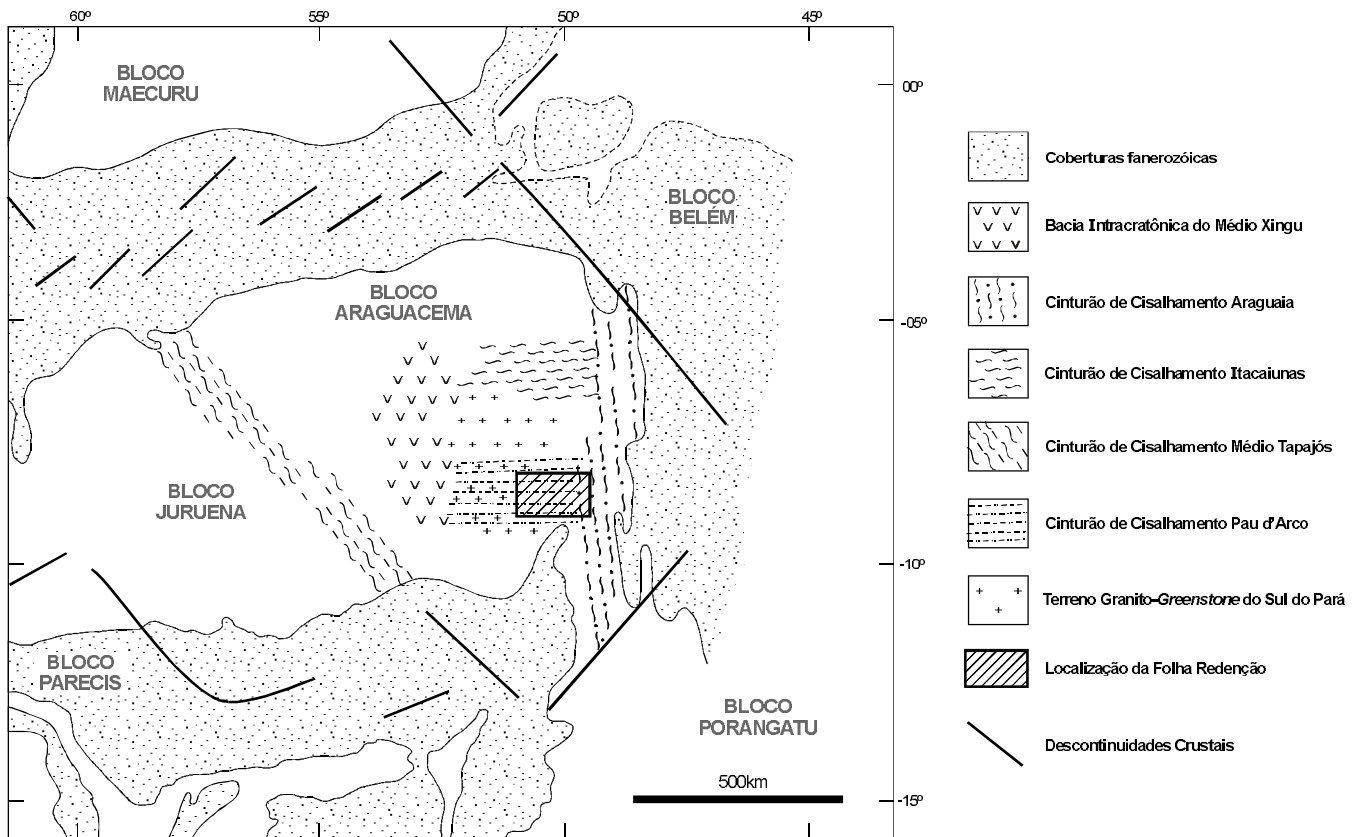 60º
55º
50º
45º
BLOCO
MAECURU
00º
BLOCO
BELÉM
BLOCO
ARAGUACEMA
-05º
BLOCO
JURUENA
-10º
BLOCO
PARECIS
BLOCO
PORANGATU
500km
-15º
Coberturas fanerozóicas
Bacia Intracratônica do Médio Xingu
Cinturão de Cisalhamento Araguaia
Cinturão de Cisalhamento Itacaiunas
Cinturão de Cisalhamento Médio Tapajós
Cinturão de Cisalhamento Pau d'Arco
Terreno Granito-Greenstone do Sul do Pará
Localização da Folha Redenção
Descontinuidades Crustais